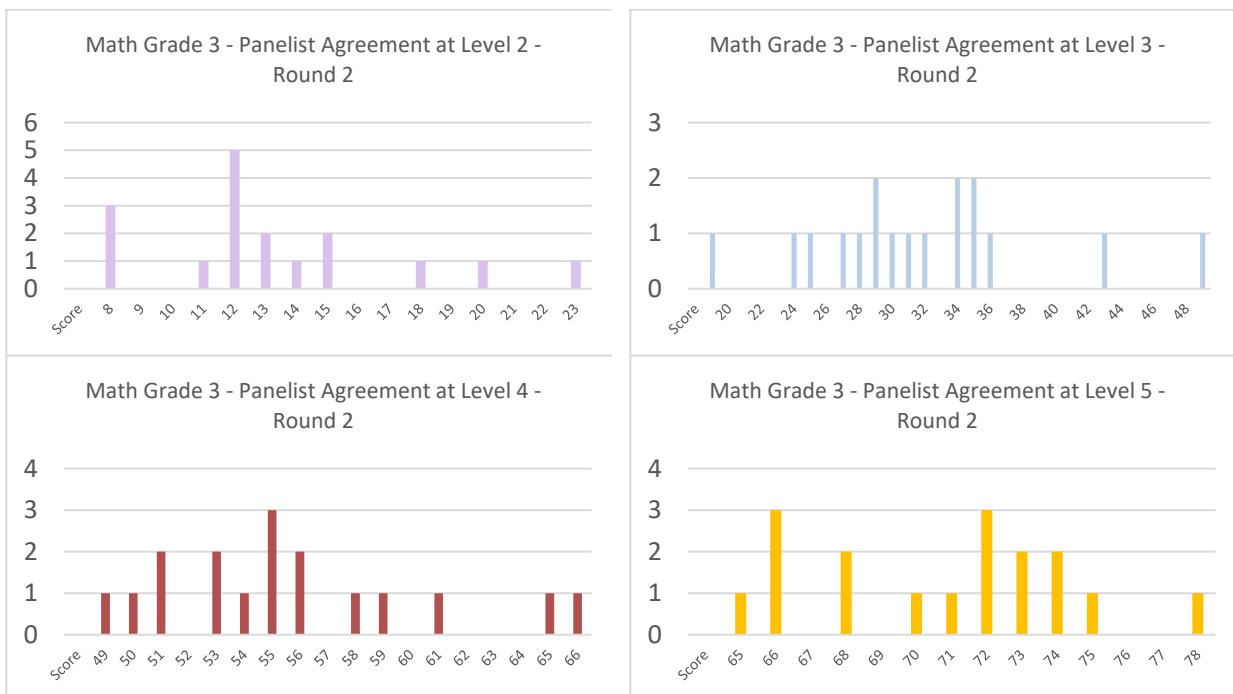 Math Grade 3 - Panelist Agreement at Level 2 -
Round 2
6
5
4
3
2
1
0
Score 8 9 10 11 12 13 14 15 16 17 18 19 20 21 22 23
Math Grade 3 - Panelist Agreement at Level 3 -
Round 2
3
2
1
0
Score 20 22 24 26 28 30 32 34 36 38 40 42 44 46 48
Math Grade 3 - Panelist Agreement at Level 4 -
Round 2
4
3
2
1
0
Score 49 50 51 52 53 54 55 56 57 58 59 60 61 62 63 64 65 66
Math Grade 3 - Panelist Agreement at Level 5 -
Round 2
4
3
2
1
0
Score 65 66 67 68 69 70 71 72 73 74 75 76 77 78